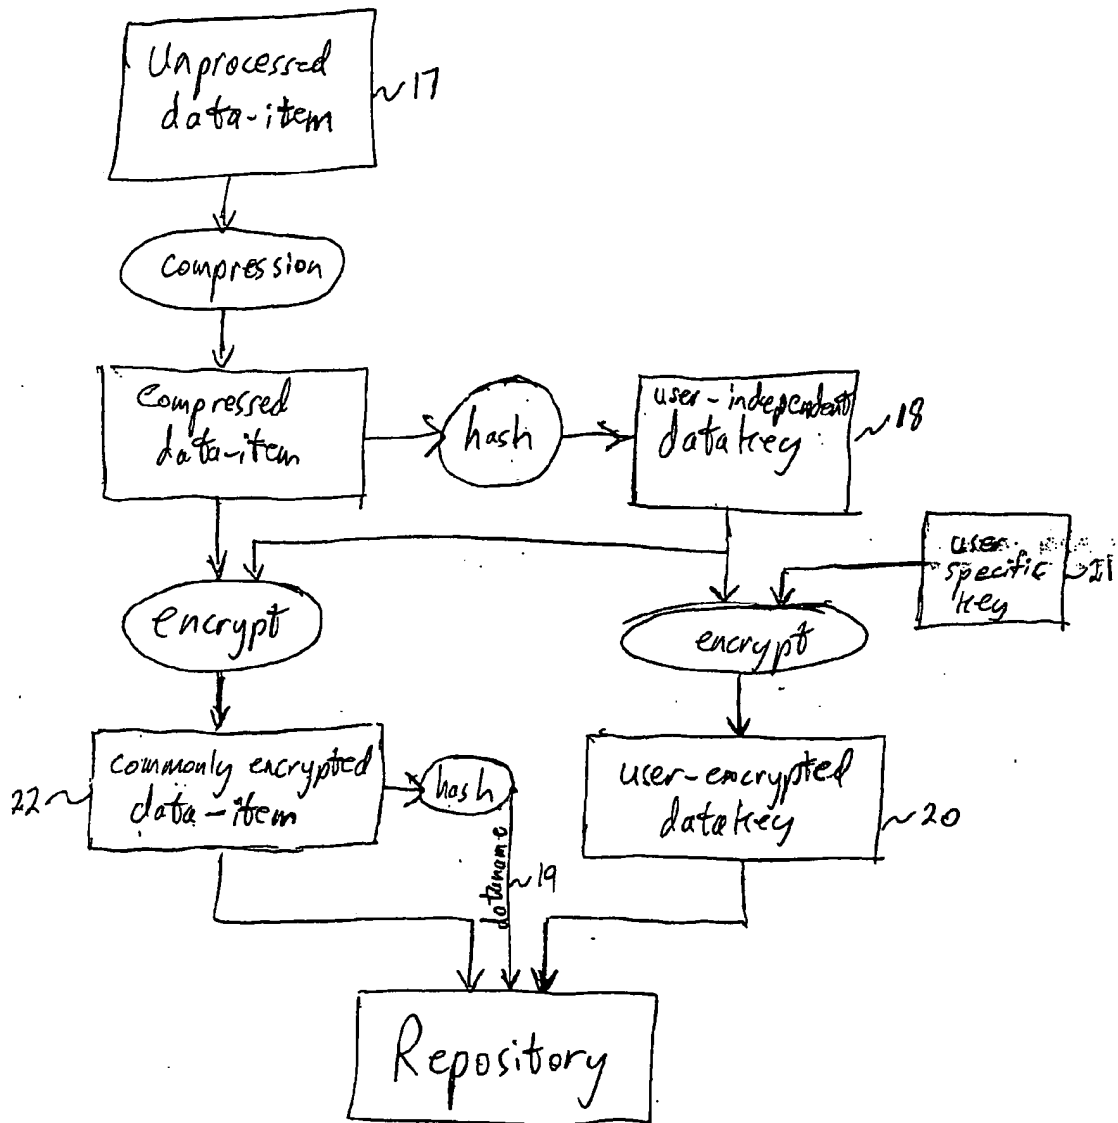 Unprocessed
data-item
17
compression
compressed
data-item
hash
user-independent
datakey
18
user-
specific
key
21
encrypt
encrypt
22
commonly encrypted
data-item
hash
dataname
19
user-encrypted
datakey
20
Repository